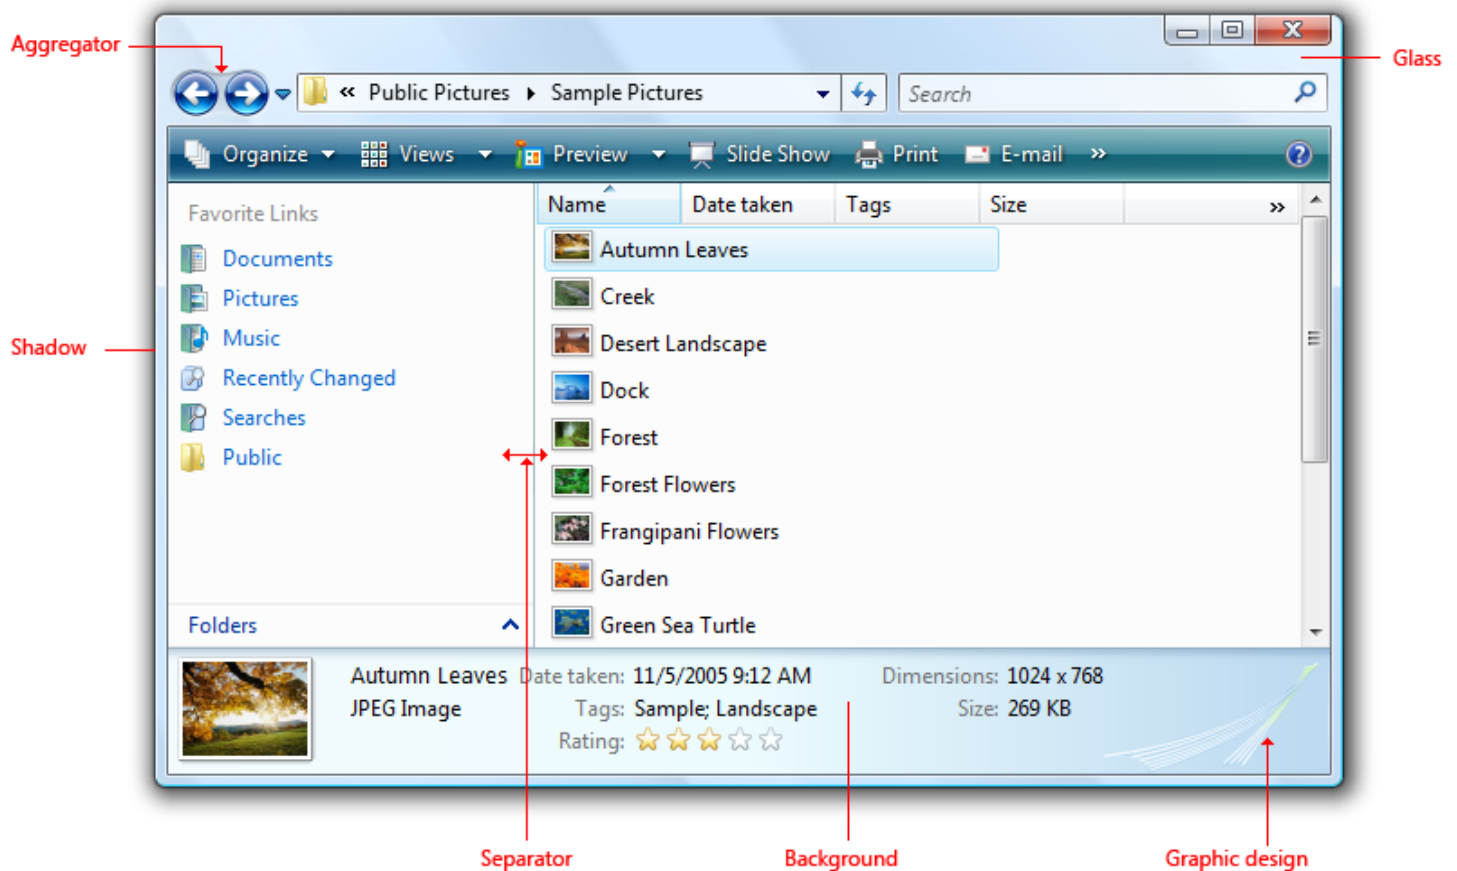 Aggregator
Glass
« Public Pictures Sample Pictures
Search
Organize Views Preview Slide Show Print E-mail »
?
Favorite Links
Documents
Pictures
Music
Recently Changed
Searches
Public
Folders
Shadow
Name Date taken Tags Size »
Autumn Leaves
Creek
Desert Landscape
Dock
Forest
Forest Flowers
Frangipani Flowers
Garden
Green Sea Turtle
Autumn Leaves Date taken: 11/5/2005 9:12 AM Dimensions: 1024 x 768
JPEG Image Tags: Sample; Landscape Size: 269 KB
Rating:
Separator
Background
Graphic design